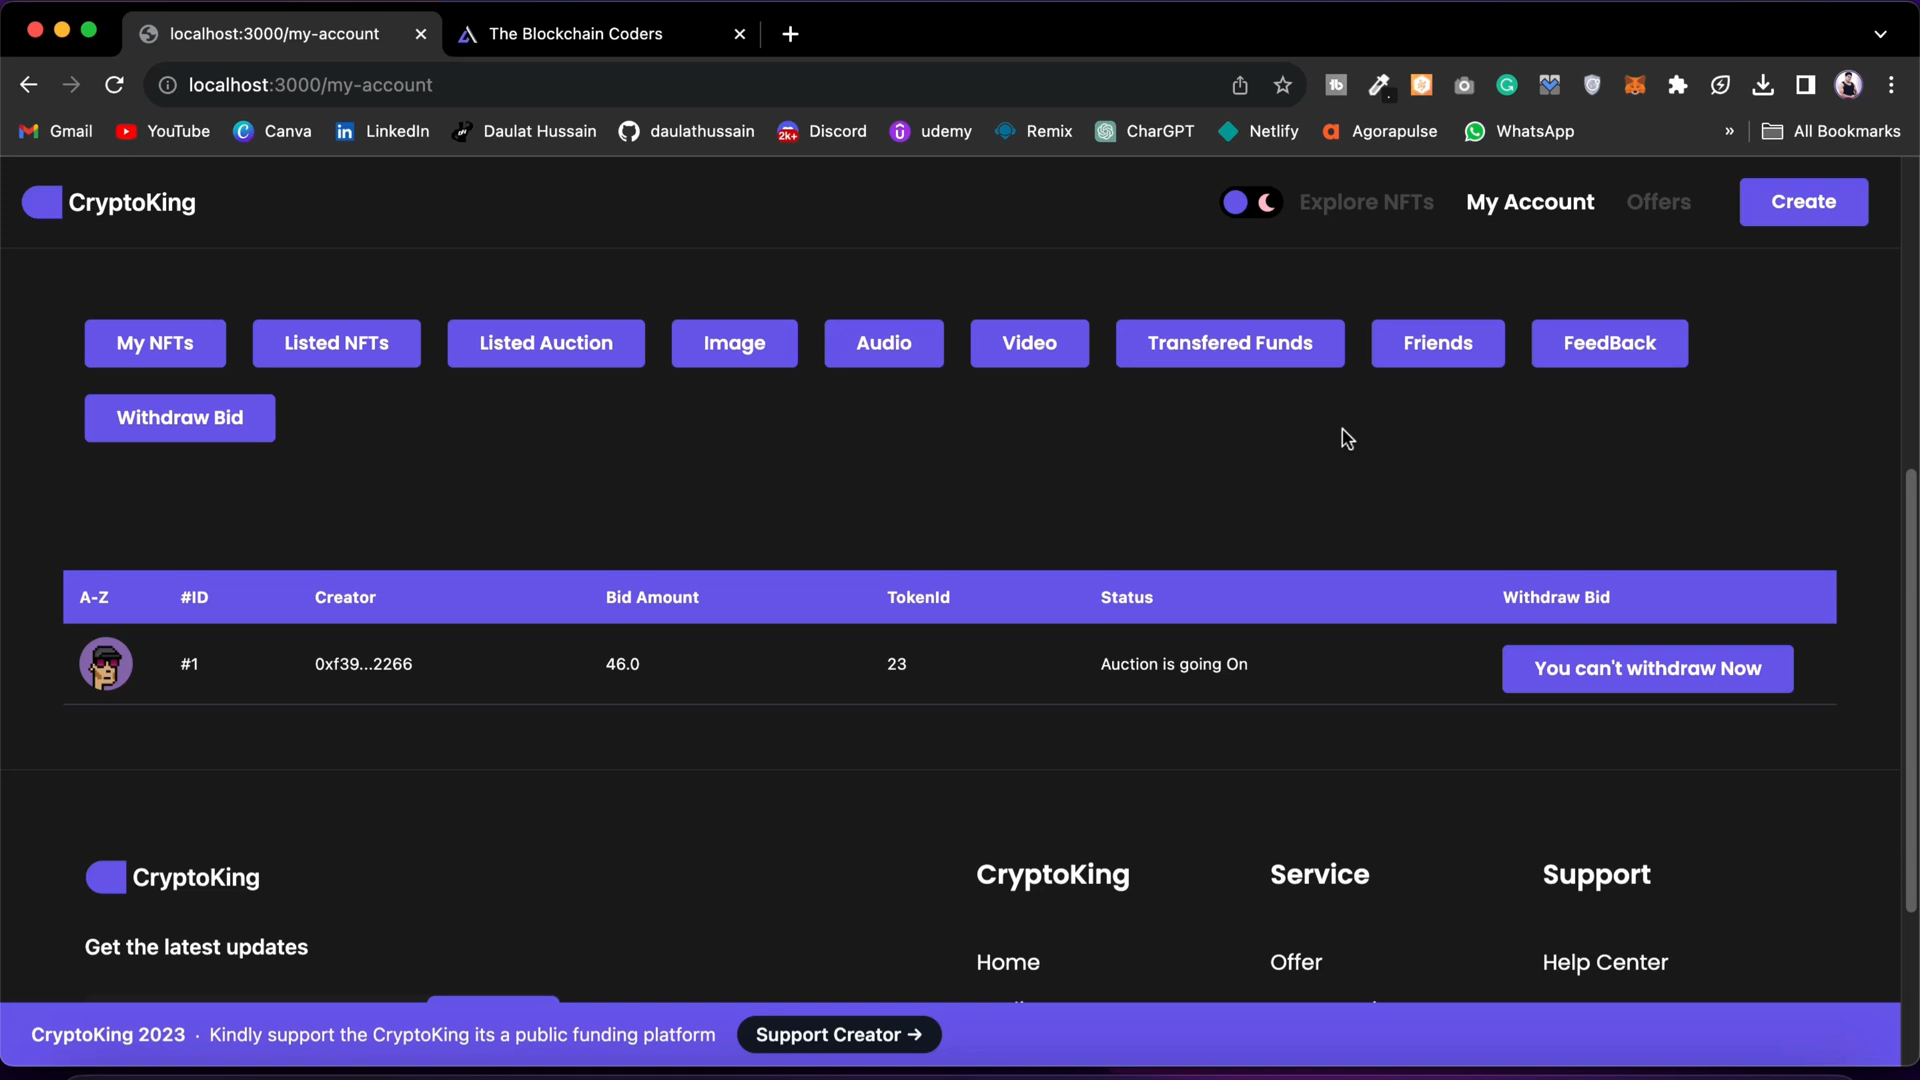 localhost:3000/my-account
The Blockchain Coders
localhost:3000/my-account
Gmail YouTube Canva LinkedIn Daulat Hussain daulathussain 2k+ Discord udemy Remix CharGPT Netlify Agorapulse WhatsApp » All Bookmarks
CryptoKing Explore NFTs My Account Offers Create
My NFTs Listed NFTs Listed Auction Image Audio Video Transfered Funds Friends FeedBack
Withdraw Bid
A-Z #ID Creator Bid Amount TokenId Status Withdraw Bid
#1 0xf39...2266 46.0 23 Auction is going On You can't withdraw Now
CryptoKing CryptoKing Service Support
Get the latest updates
Home Offer Help Center
CryptoKing 2023 · Kindly support the CryptoKing its a public funding platform Support Creator →